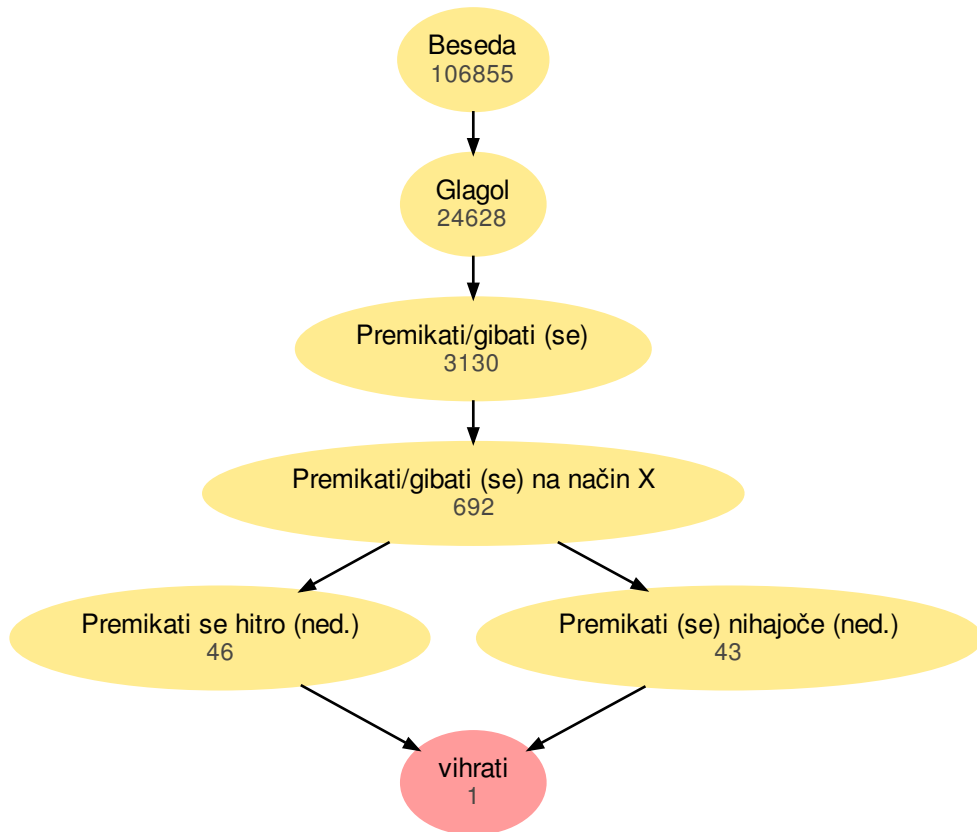 Beseda
106855
Glagol
24628
Premikati/gibati (se)
3130
Premikati/gibati (se) na način X
692
Premikati se hitro (ned.)
46
Premikati (se) nihajoče (ned.)
43
vihrati
1